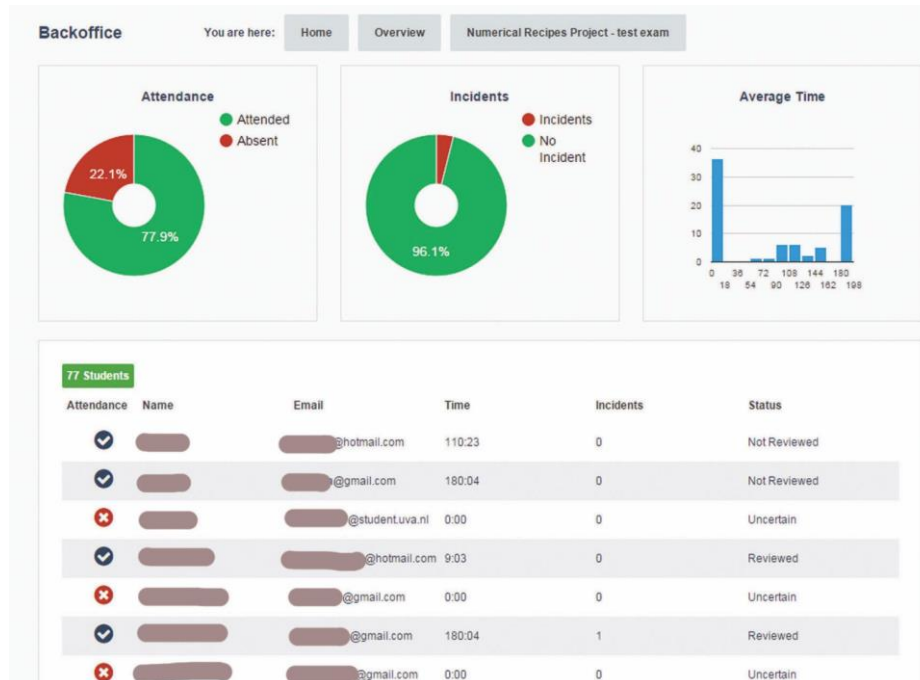 Backoffice You are here: Home Overview Numerical Recipes Project - test exam
Attendance
Attended
Absent
22.1%
77.9%
Incidents
Incidents
No
Incident
96.1%
Average Time
40
30
20
10
0
0 36 72 108 144 180
18 54 90 126 162 198
77 Students
Attendance Name Email Time Incidents Status
@hotmail.com 110:23 0 Not Reviewed
@gmail.com 180:04 0 Not Reviewed
@student.uva.nl 0:00 0 Uncertain
@hotmail.com 9:03 0 Reviewed
@gmail.com 0:00 0 Uncertain
@gmail.com 180:04 1 Reviewed
@gmail.com 0:00 0 Uncertain